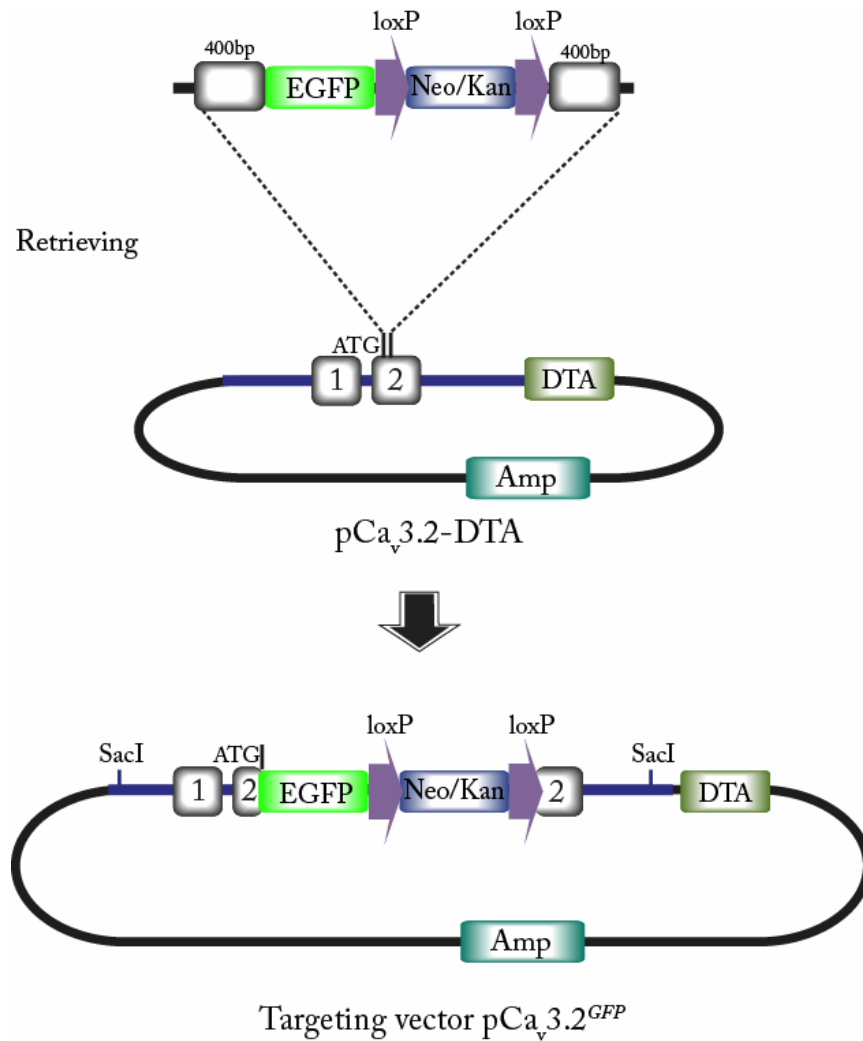 loxP loxP
400bp 400bp
EGFP Neo/Kan
Retrieving
ATG
1 2 DTA
Amp
pCav3.2-DTA
loxP loxP
SacI ATG SacI
1 2 EGFP Neo/Kan 2 DTA
Amp
Targeting vector pCav3.2GFP